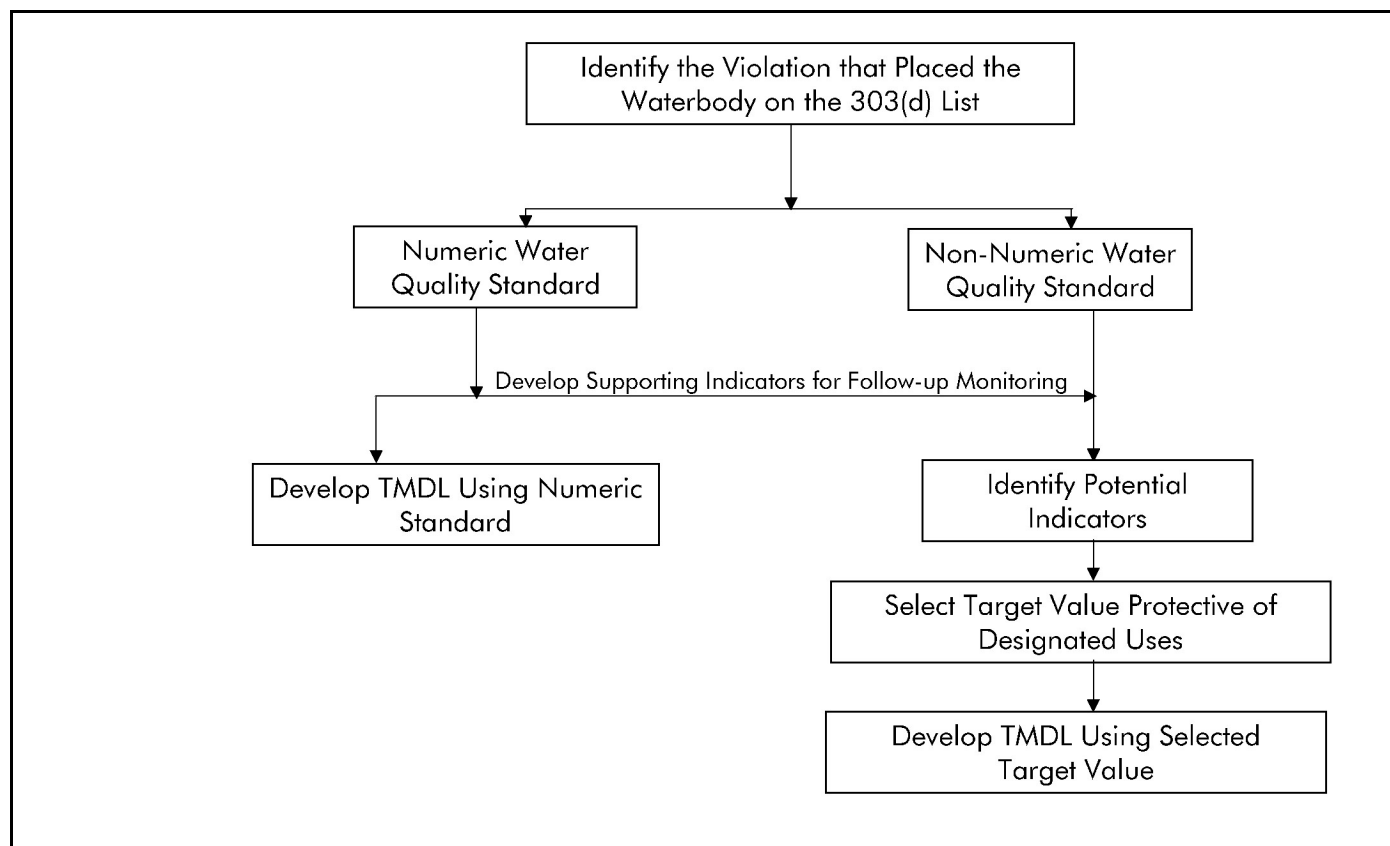 Identify the Violation that Placed the
Waterbody on the 303(d) List
Numeric Water
Quality Standard
Non-Numeric Water
Quality Standard
Develop Supporting Indicators for Follow-up Monitoring
Develop TMDL Using Numeric
Standard
Identify Potential
Indicators
Select Target Value Protective of
Designated Uses
Develop TMDL Using Selected
Target Value